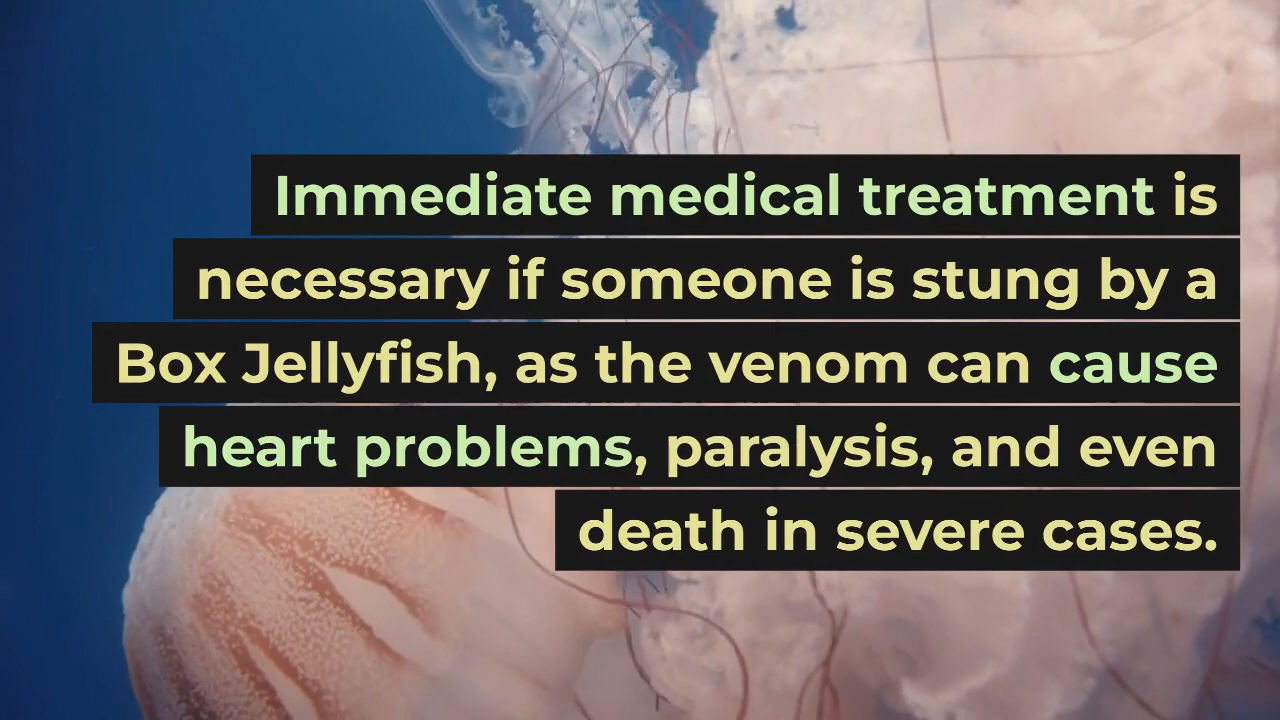 Immediate medical treatment is
necessary if someone is stung by a
Box Jellyfish, as the venom can cause
heart problems, paralysis, and even
death in severe cases.